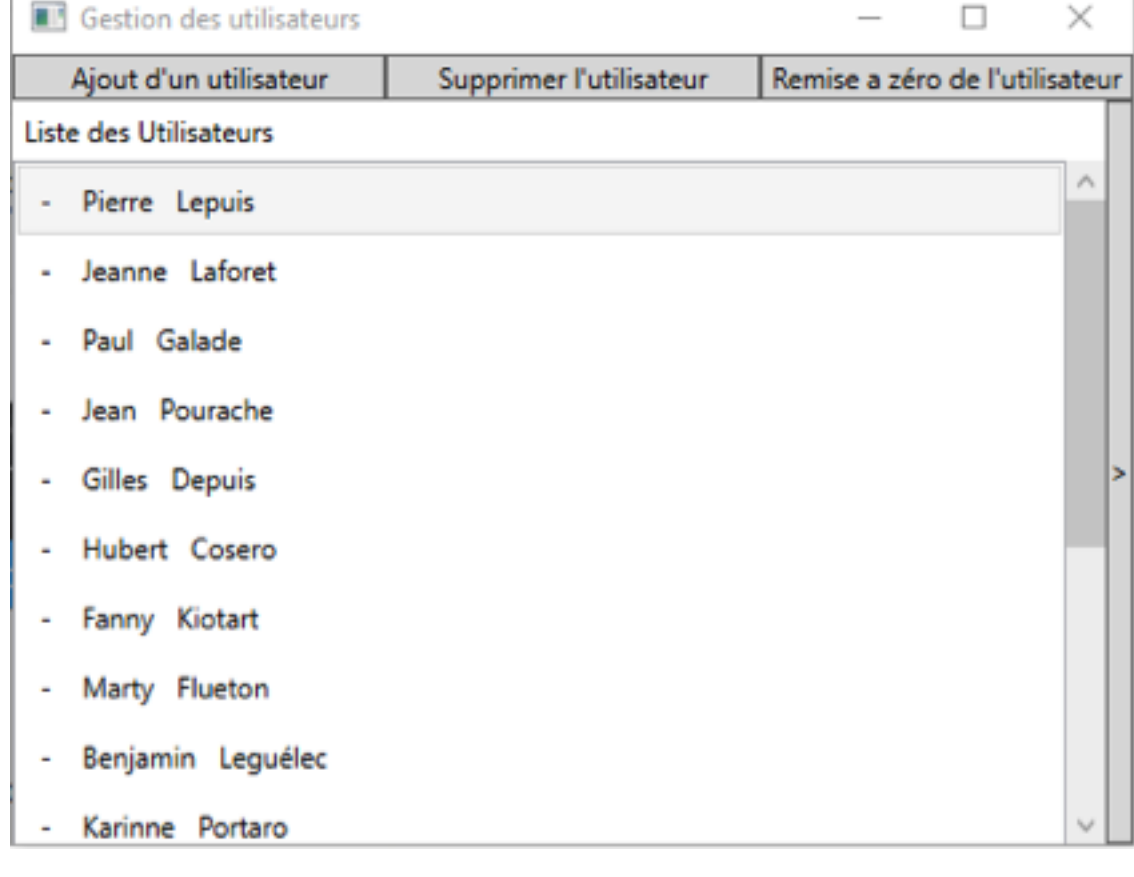 Gestion des utilisateurs
Ajout d'un utilisateur Supprimer l'utilisateur Remise a zéro de l'utilisateur
Liste des Utilisateurs
- Pierre Lepuis
- Jeanne Laforet
- Paul Galade
- Jean Pourache
- Gilles Depuis
>
- Hubert Cosero
- Fanny Kiotart
- Marty Flueton
- Benjamin Leguélec
- Karinne Portaro